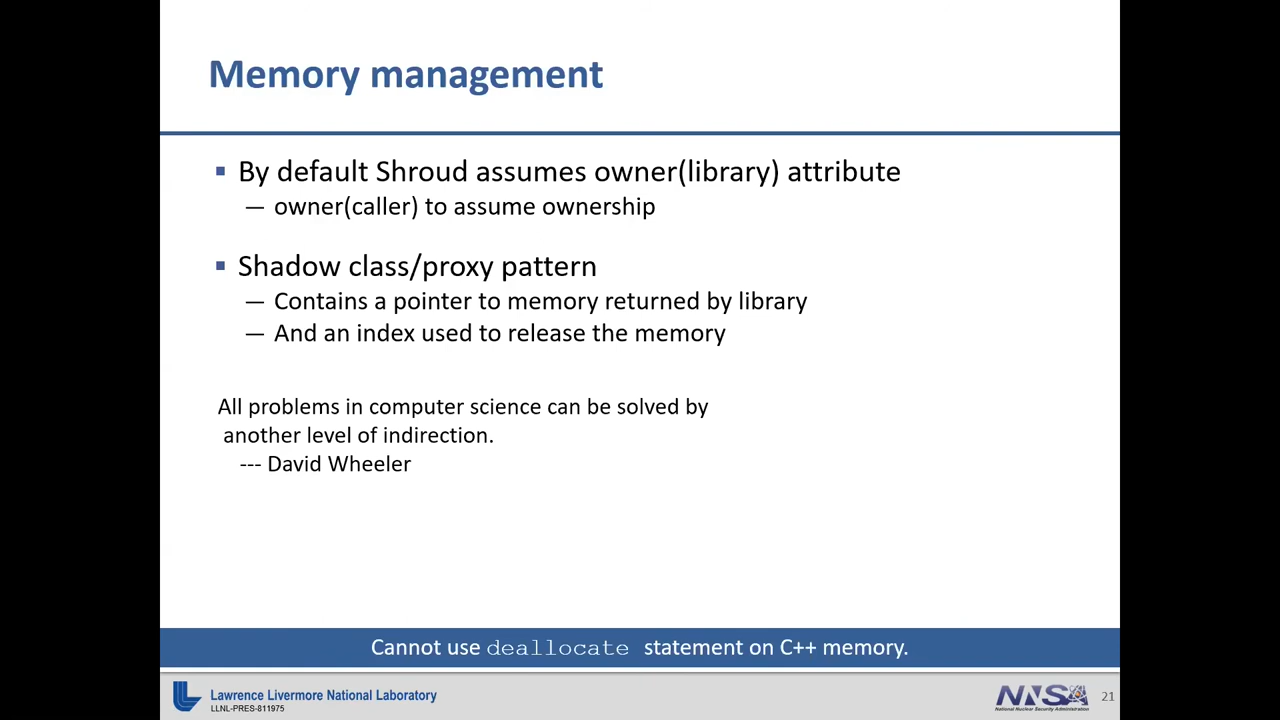 Memory management
▪ By default Shroud assumes owner(library) attribute
— owner(caller) to assume ownership
▪ Shadow class/proxy pattern
— Contains a pointer to memory returned by library
— And an index used to release the memory
All problems in computer science can be solved by
another level of indirection.
--- David Wheeler
Cannot use deallocate statement on C++ memory.
Lawrence Livermore National Laboratory
LLNL-PRES-811975
NNSA
National Nuclear Security Administration
21